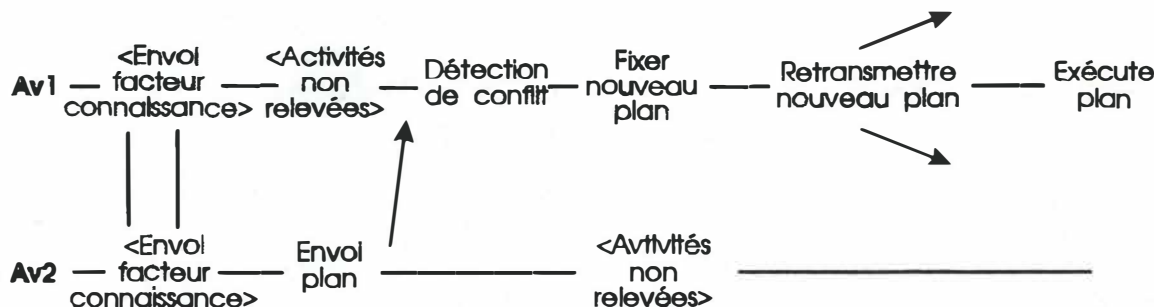 Av1
<Envoi
facteur
connaissance>
<Activités
non
relevées>
Détection
de conflit
Fixer
nouveau
plan
Retransmettre
nouveau plan
Exécute
plan
Av2
<Envoi
facteur
connaissance>
Envoi
plan
<Avtivités
non
relevées>